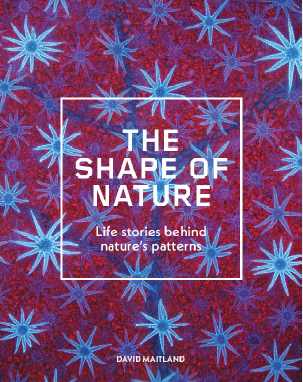 THE
SHAPE OF
NATURE
Life stories behind
nature's patterns
DAVID MAITLAND